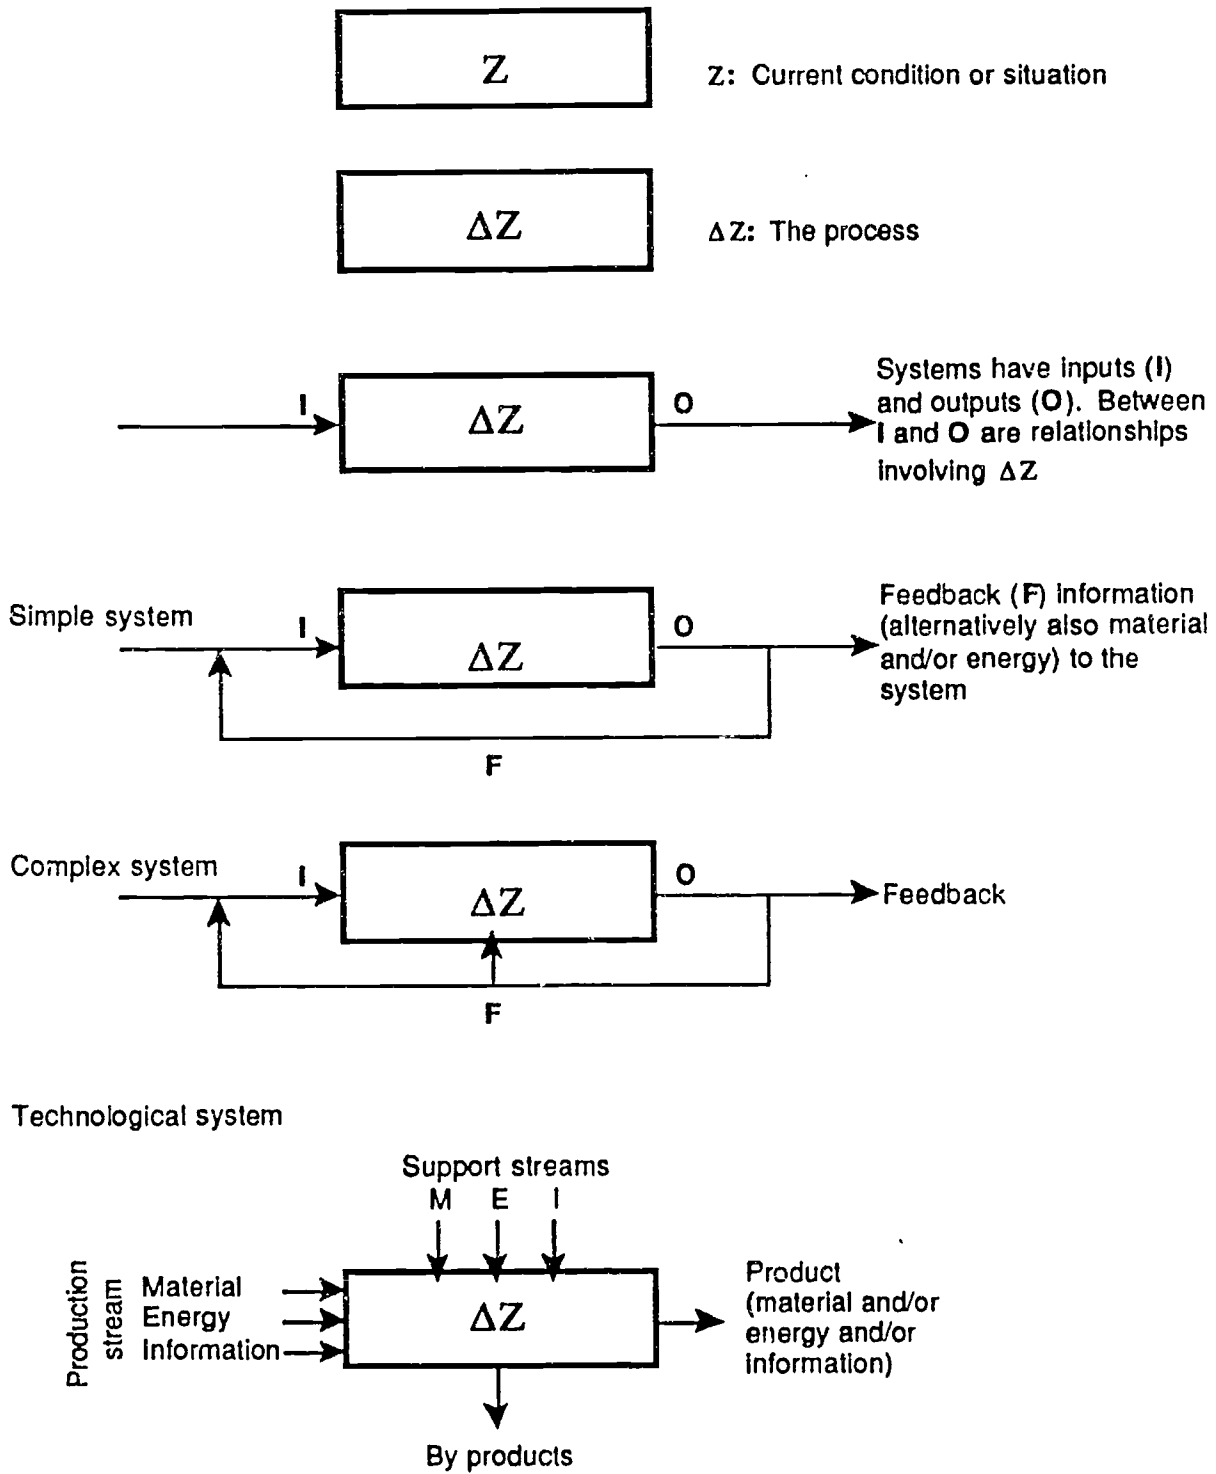 Z
Z: Current condition or situation
ΔZ
ΔZ: The process
I
ΔZ
O
Systems have inputs (I)
and outputs (O). Between
I and O are relationships
involving ΔZ
Simple system
I
ΔZ
O
F
Feedback (F) information
(alternatively also material
and/or energy) to the
system
Complex system
I
ΔZ
O
F
Feedback
Technological system
Support streams
M E I
Production
stream
Material
Energy
Information
ΔZ
Product
(material and/or
energy and/or
information)
By products